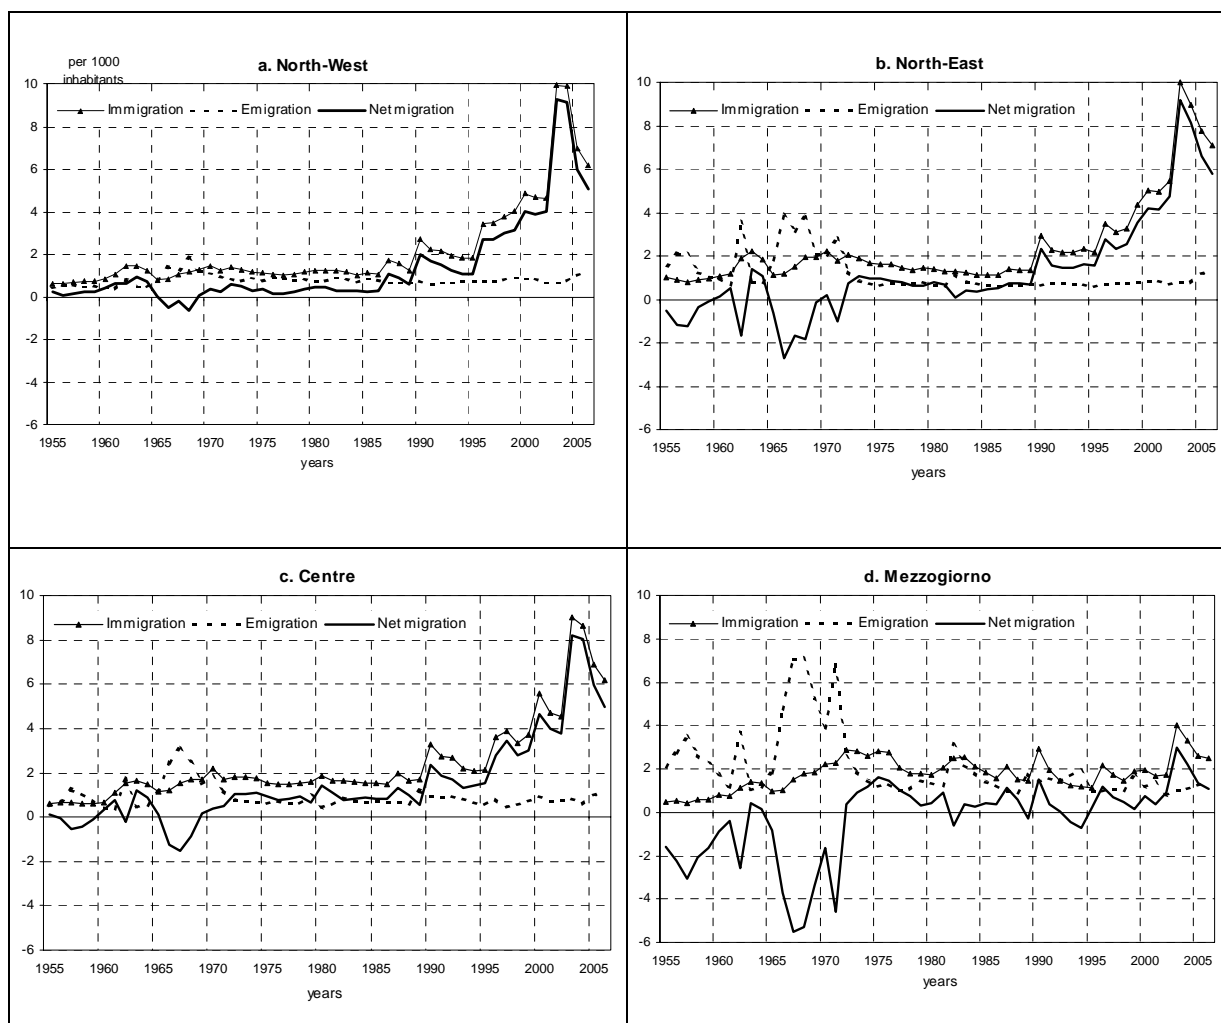 per 1000
inhabitants
a. North-West
10
Immigration Emigration Net migration
8
6
4
2
0
-2
-4
-6
1955 1960 1965 1970 1975 1980 1985 1990 1995 2000 2005
years
b. North-East
10
Immigration Emigration Net migration
8
6
4
2
0
-2
-4
-6
1955 1960 1965 1970 1975 1980 1985 1990 1995 2000 2005
years
c. Centre
10
Immigration Emigration Net migration
8
6
4
2
0
-2
-4
-6
1955 1960 1965 1970 1975 1980 1985 1990 1995 2000 2005
years
d. Mezzogiorno
10
Immigration Emigration Net migration
8
6
4
2
0
-2
-4
-6
1955 1960 1965 1970 1975 1980 1985 1990 1995 2000 2005
years